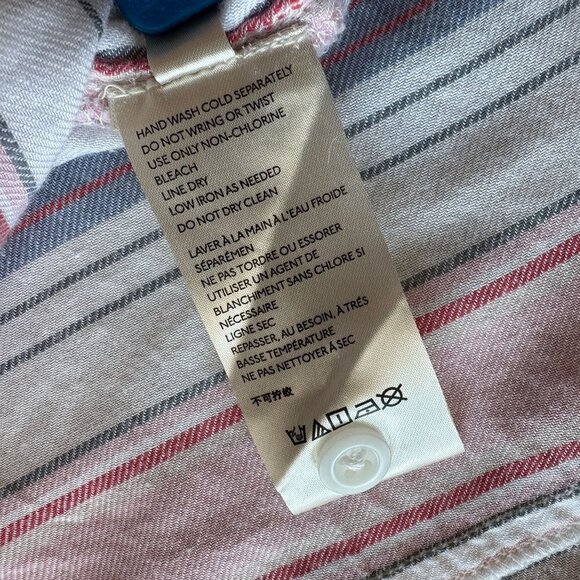 HAND WASH COLD SEPARATELY
DO NOT WRING OR TWIST
USE ONLY NON-CHLORINE
BLEACH
LINE DRY
LOW IRON AS NEEDED
DO NOT DRY CLEAN
LAVER À LA MAIN À L'EAU FROIDE
SÉPARÉMEN
NE PAS TORDRE OU ESSORER
UTILISER UN AGENT DE
BLANCHIMENT SANS CHLORE SI
NÉCESSAIRE
LIGNE SEC
REPASSER, AU BESOIN, À TRÉS
BASSE TEMPÉRATURE
NE PAS NETTOYER À SEC
不可拧绞